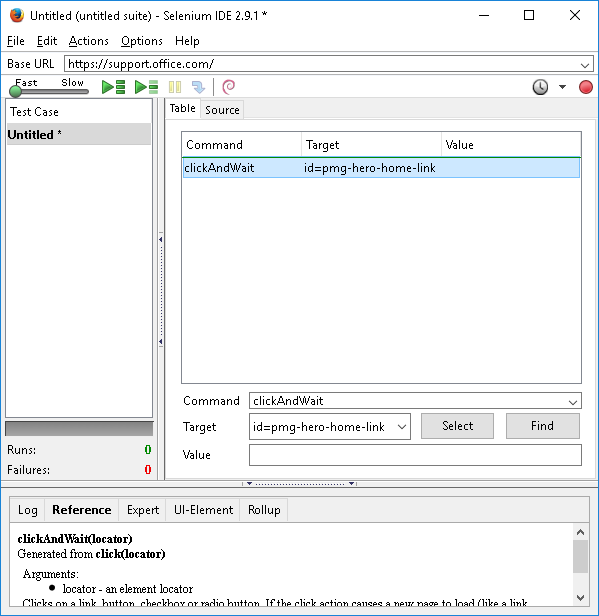 Untitled (untitled suite) - Selenium IDE 2.9.1 *
File Edit Actions Options Help
Base URL https://support.office.com/
Fast Slow
Table Source
Test Case
Untitled *
Command Target Value
clickAndWait id=pmg-hero-home-link
Command clickAndWait
Target id=pmg-hero-home-link Select Find
Value
Runs: 0
Failures: 0
Log Reference Expert UI-Element Rollup
clickAndWait(locator)
Generated from click(locator)
Arguments:
locator - an element locator
Clicks on a link, button, checkbox or radio button. If the click action causes a new page to load (like a link